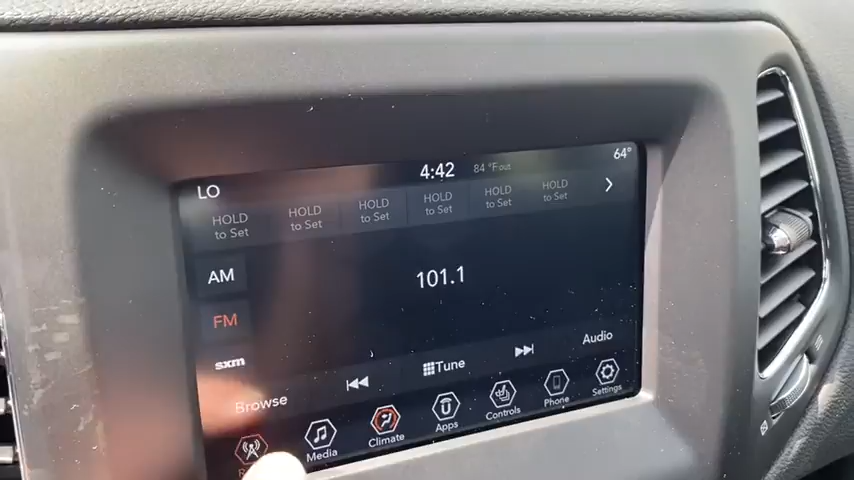 LO 4:42 84 °F out 64°
HOLD to Set HOLD to Set HOLD to Set HOLD to Set HOLD to Set HOLD to Set
AM
101.1
FM
sxm
Browse Tune Audio
Media Climate Apps Controls Phone Settings